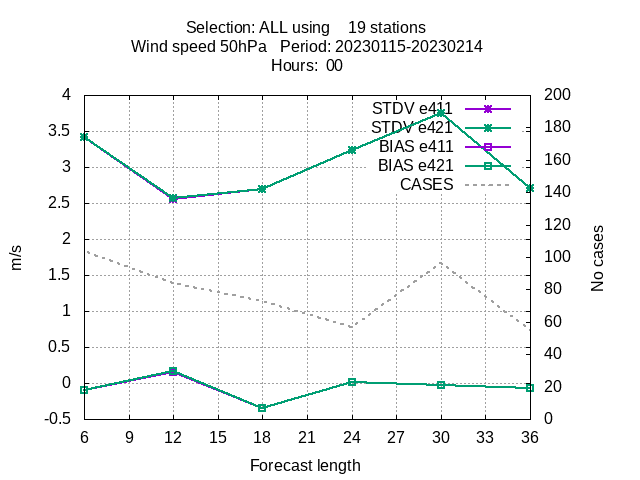 Selection: ALL using 19 stations
Wind speed 50hPa Period: 20230115-20230214
Hours: 00
STDV e411
STDV e421
BIAS e411
BIAS e421
CASES
4
3.5
3
2.5
2
1.5
1
0.5
0
-0.5
200
180
160
140
120
100
80
60
40
20
0
m/s
No cases
6 9 12 15 18 21 24 27 30 33 36
Forecast length